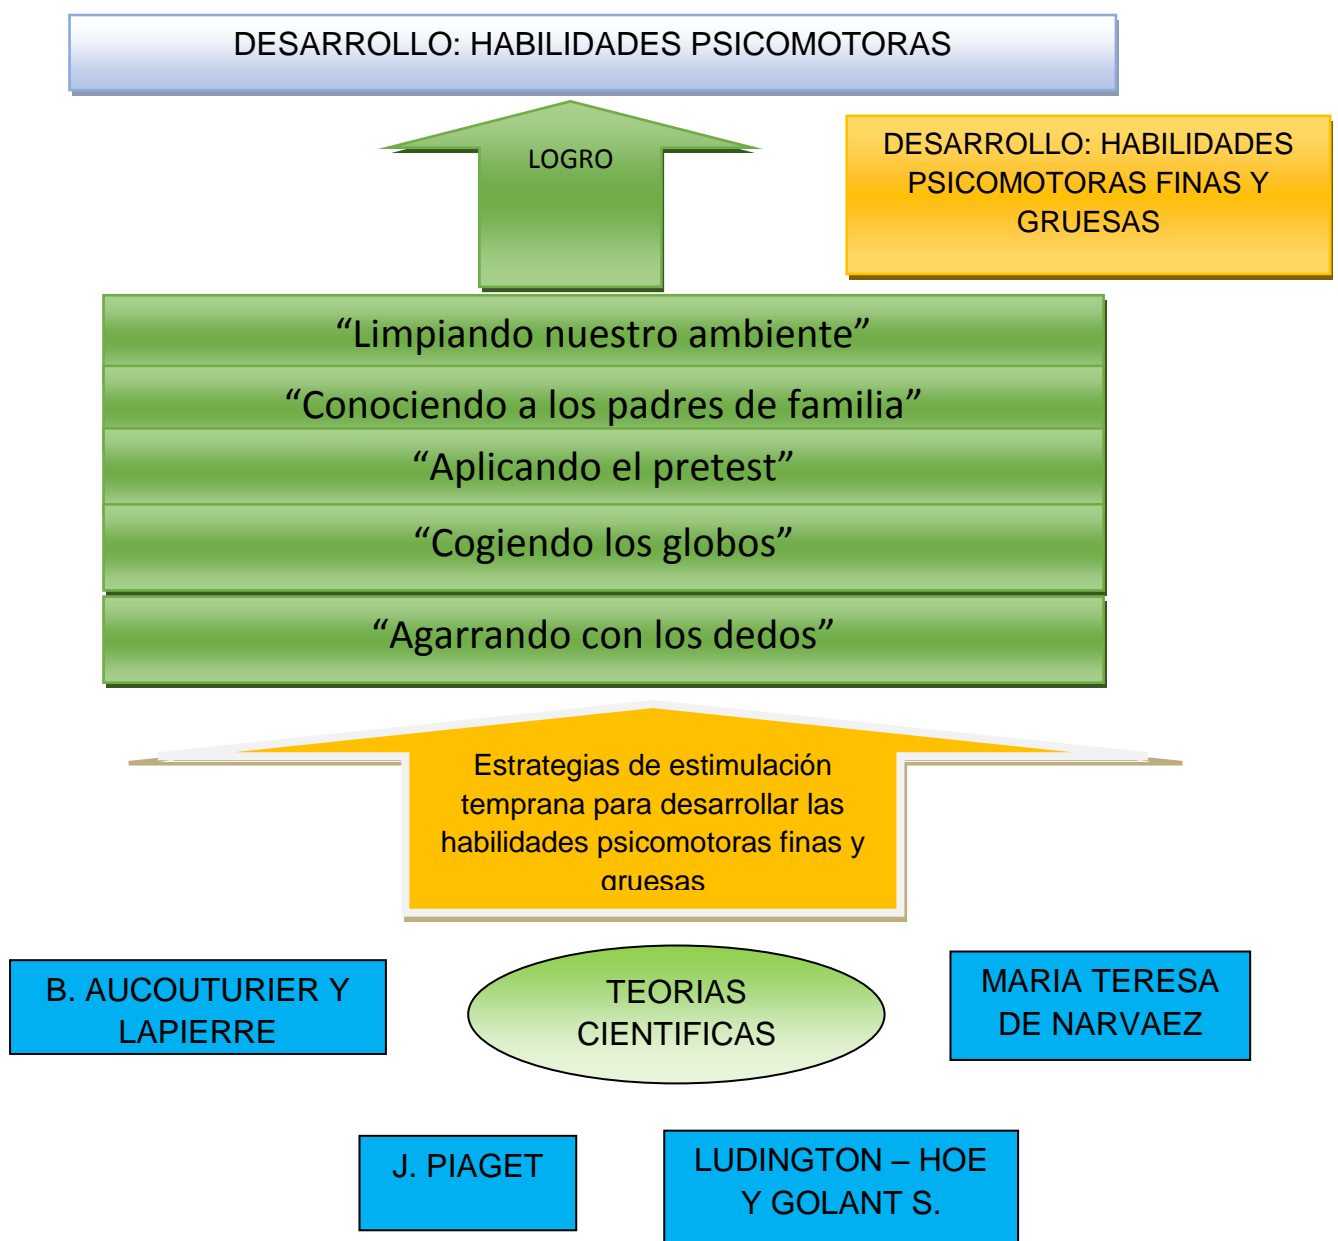 DESARROLLO: HABILIDADES PSICOMOTORAS
LOGRO
DESARROLLO: HABILIDADES
PSICOMOTORAS FINAS Y
GRUESAS
“Limpiando nuestro ambiente”
“Conociendo a los padres de familia”
“Aplicando el pretest”
“Cogiendo los globos”
“Agarrando con los dedos”
Estrategias de estimulación
temprana para desarrollar las
habilidades psicomotoras finas y
gruesas
B. AUCOUTURIER Y
LAPIERRE
TEORIAS
CIENTIFICAS
MARIA TERESA
DE NARVAEZ
J. PIAGET
LUDINGTON – HOE
Y GOLANT S.